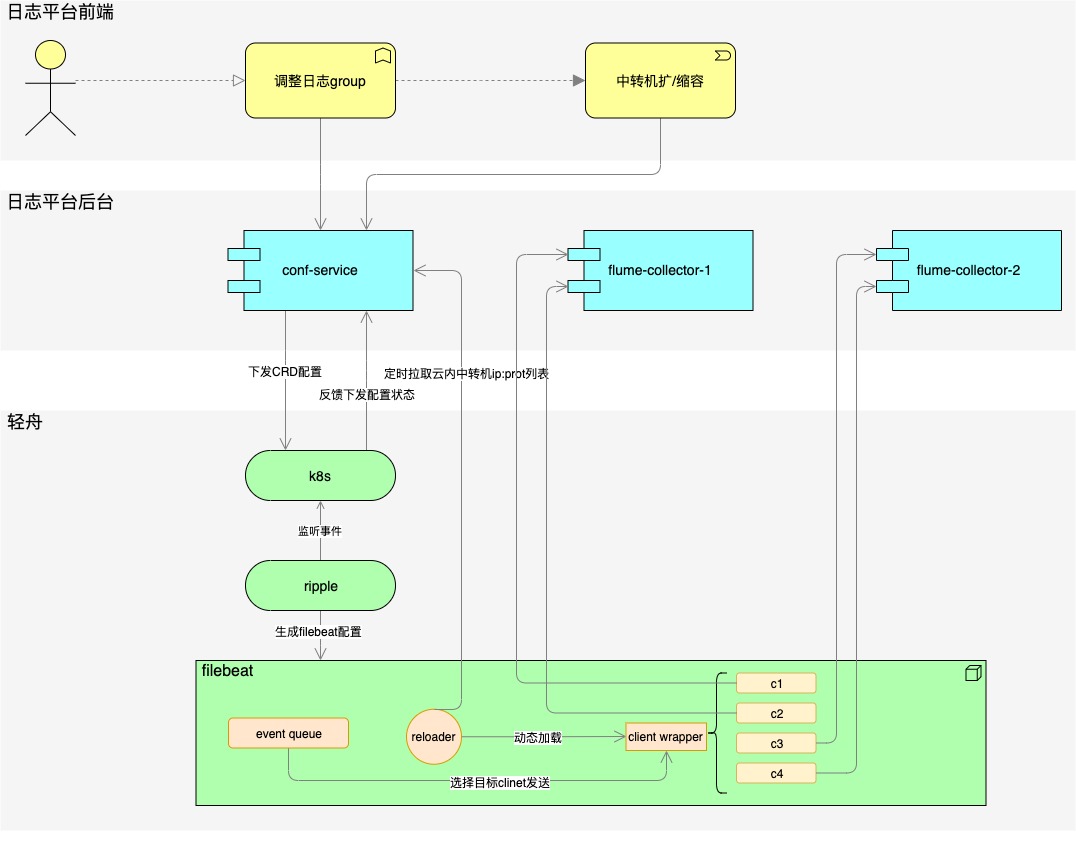 日志平台前端
调整日志group
中转机扩/缩容
日志平台后台
conf-service
flume-collector-1
flume-collector-2
下发CRD配置
定时拉取云内中转机ip:prot列表
反馈下发配置状态
轻舟
k8s
监听事件
ripple
生成filebeat配置
filebeat
c1
c2
event queue
reloader
动态加载
client wrapper
c3
c4
选择目标clinet发送